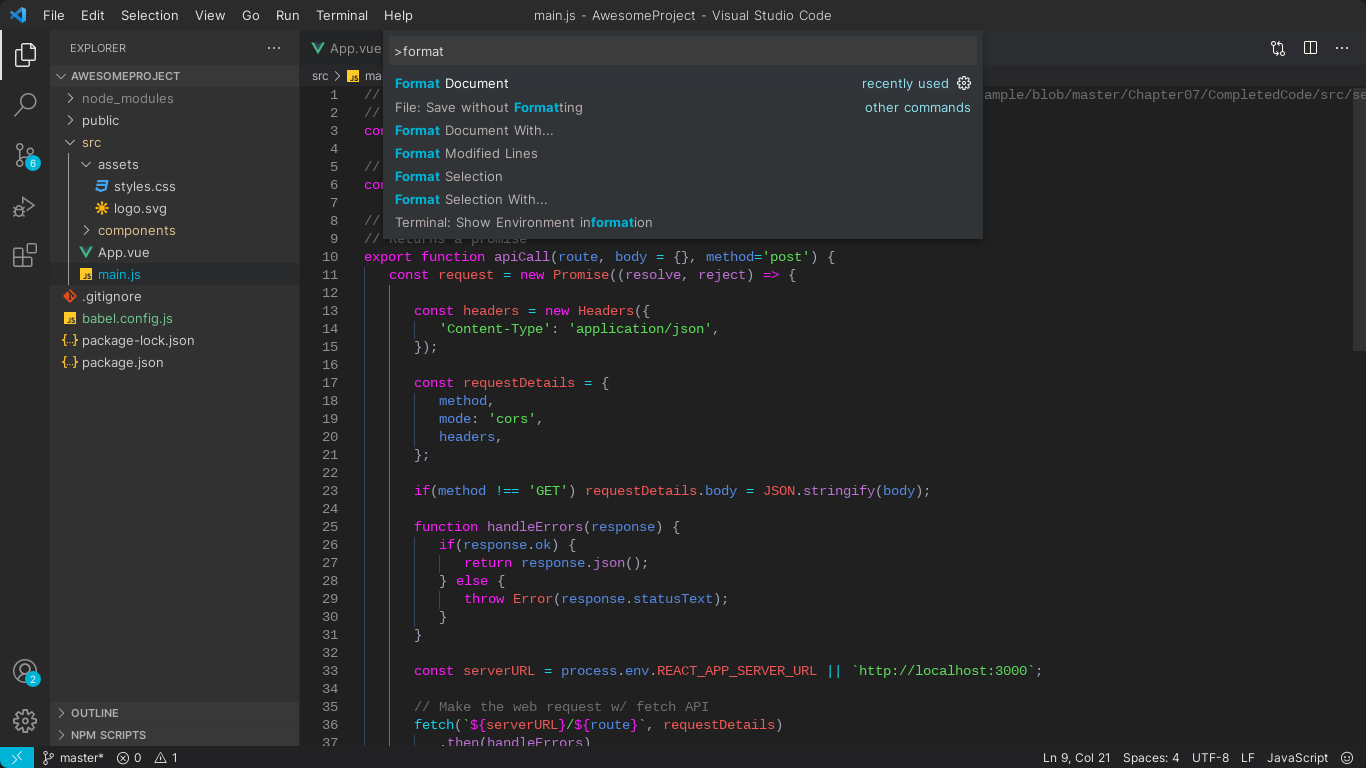 File Edit Selection View Go Run Terminal Help
main.js - AwesomeProject - Visual Studio Code
EXPLORER
AWESOMEPROJECT
node_modules
public
src
assets
styles.css
logo.svg
components
App.vue
main.js
.gitignore
babel.config.js
package-lock.json
package.json
OUTLINE
NPM SCRIPTS
6
2
App.vue
>format
Format Document recently used
File: Save without Formatting other commands
Format Document With...
Format Modified Lines
Format Selection
Format Selection With...
Terminal: Show Environment information
src JS
1 //
2 //
3
4
5 //
6
7
8 //
9 // Returns a promise
10 export function apiCall(route, body = {}, method='post') {
11 const request = new Promise((resolve, reject) => {
12
13 const headers = new Headers({
14 'Content-Type': 'application/json',
15 });
16
17 const requestDetails = {
18 method,
19 mode: 'cors',
20 headers,
21 };
22
23 if(method !== 'GET') requestDetails.body = JSON.stringify(body);
24
25 function handleErrors(response) {
26 if(response.ok) {
27 return response.json();
28 } else {
29 throw Error(response.statusText);
30 }
31 }
32
33 const serverURL = process.env.REACT_APP_SERVER_URL || `http://localhost:3000`;
34
35 // Make the web request w/ fetch API
36 fetch(`${serverURL}/${route}`, requestDetails)
37 .then(handleErrors)
master* 0 1
Ln 9, Col 21 Spaces: 4 UTF-8 LF JavaScript